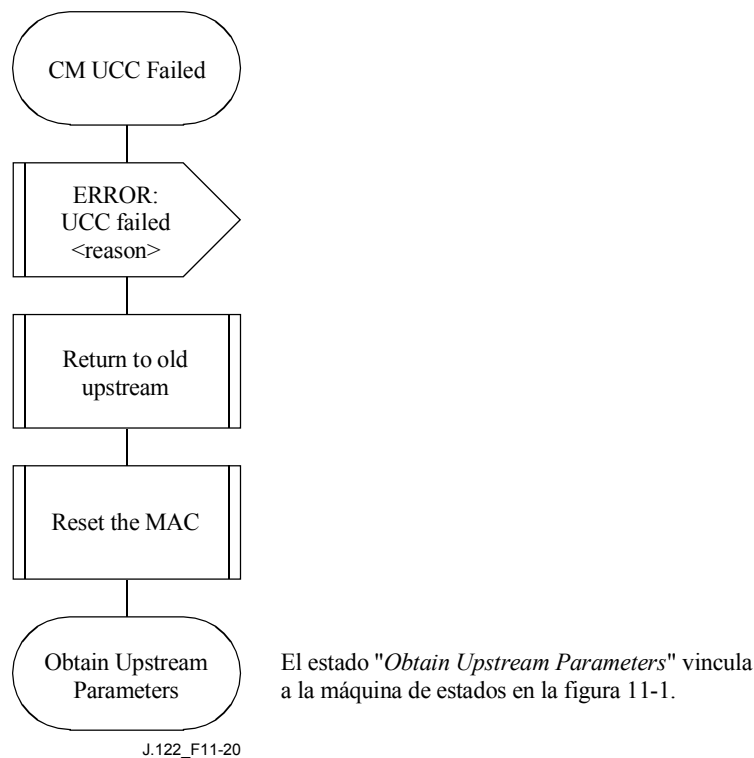 CM UCC Failed
ERROR:
UCC failed
<reason>
Return to old
upstream
Reset the MAC
Obtain Upstream
Parameters
El estado "Obtain Upstream Parameters" vincula
a la máquina de estados en la figura 11-1.
J.122_F11-20